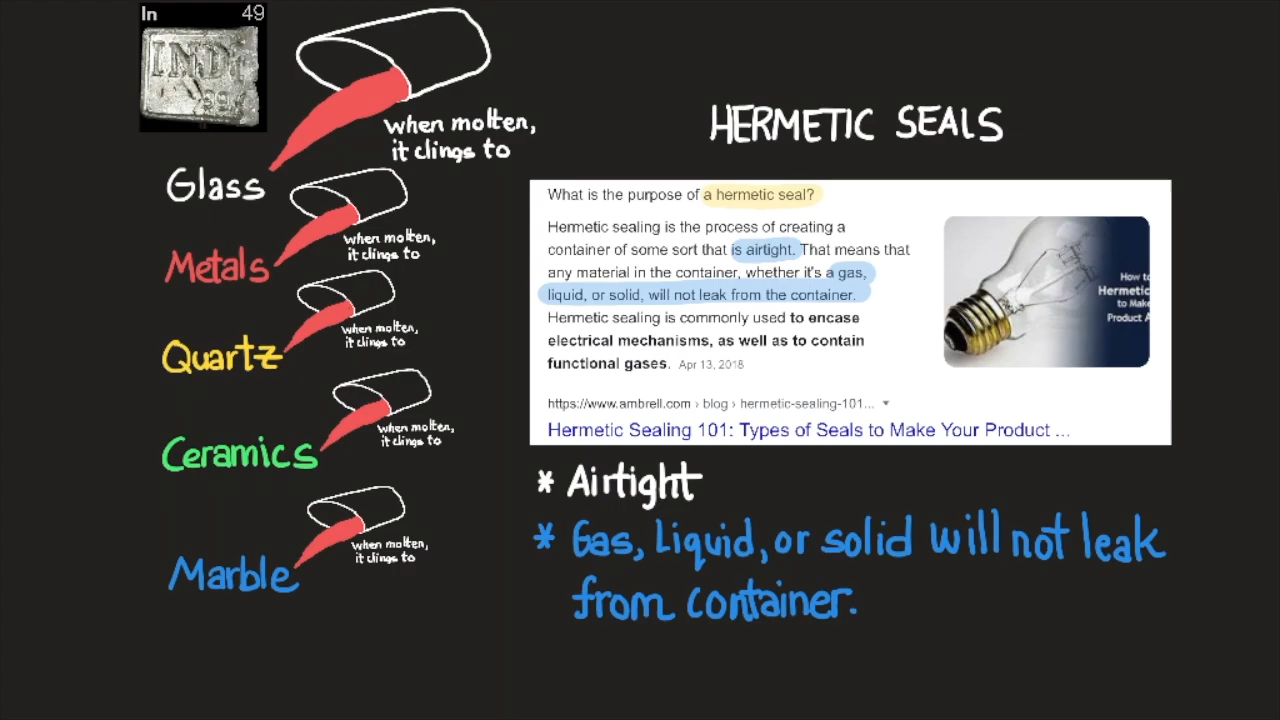 In 49
INDI
when molten,
it clings to
Glass
when molten,
it clings to
Metals
when molten,
it clings to
Quartz
when molten,
it clings to
Ceramics
when molten,
it clings to
Marble
HERMETIC SEALS
What is the purpose of a hermetic seal?
Hermetic sealing is the process of creating a
container of some sort that is airtight. That means that
any material in the container, whether it's a gas,
liquid, or solid, will not leak from the container.
Hermetic sealing is commonly used to encase
electrical mechanisms, as well as to contain
functional gases. Apr 13, 2018
How to
Hermetic
to Make
Product A
https://www.ambrell.com › blog › hermetic-sealing-101...
Hermetic Sealing 101: Types of Seals to Make Your Product ...
* Airtight
* Gas, Liquid, or solid will not leak
from container.